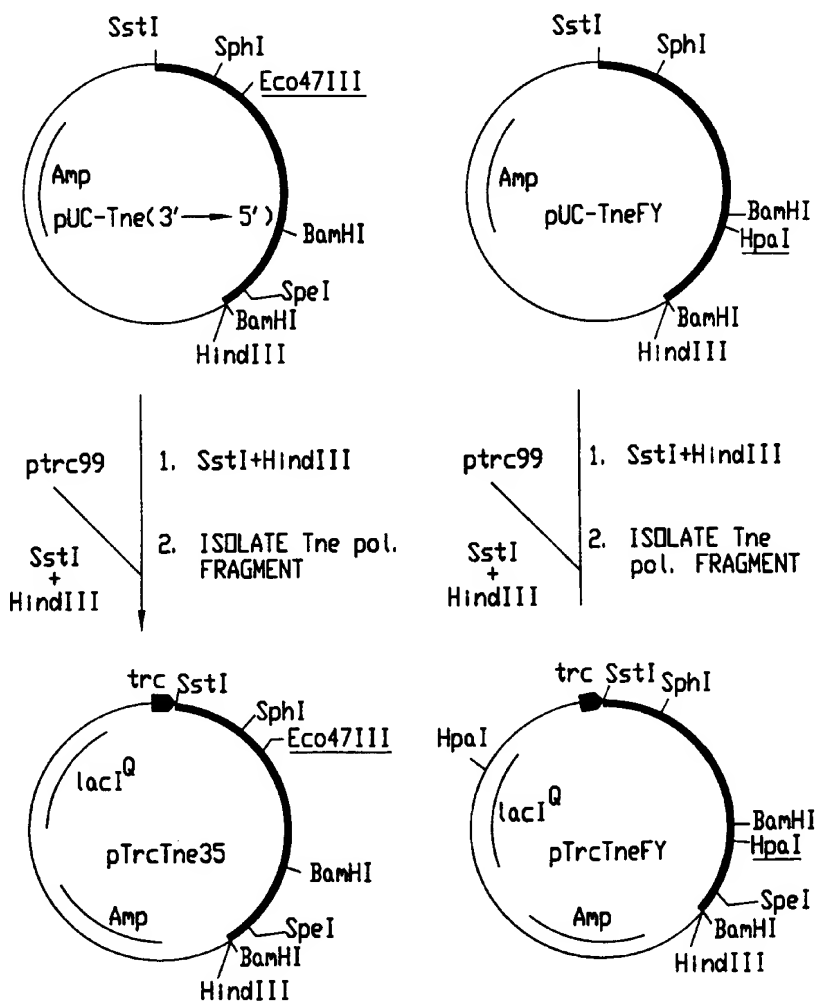 SstI
SphI
Eco47III
Amp
pUC-Tne(3' → 5')
BamHI
SpeI
BamHI
HindIII
SstI
SphI
Amp
pUC-TneFY
BamHI
HpaI
BamHI
HindIII
ptrc99
SstI
+
HindIII
1. SstI+HindIII
2. ISOLATE Tne pol.
FRAGMENT
ptrc99
SstI
+
HindIII
1. SstI+HindIII
2. ISOLATE Tne
pol. FRAGMENT
trc SstI
SphI
Eco47III
lacI^Q
pTrcTne35
BamHI
Amp
SpeI
BamHI
HindIII
trc SstI
SphI
HpaI
lacI^Q
pTrcTneFY
BamHI
HpaI
Amp
SpeI
BamHI
HindIII